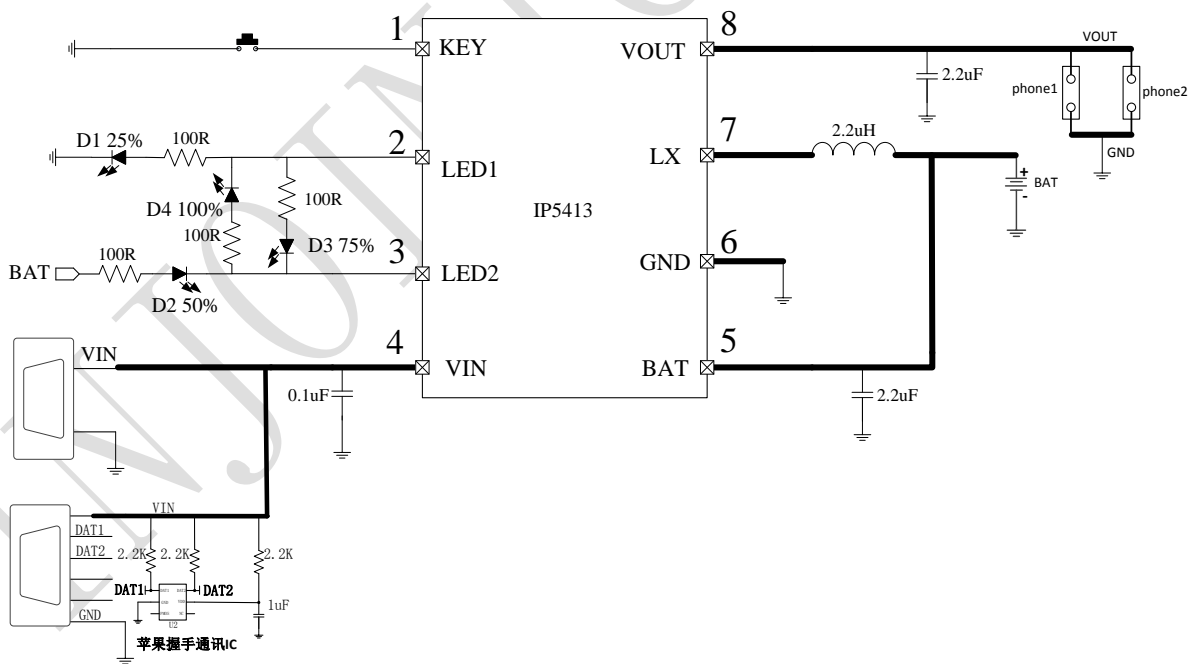 1
KEY
8
VOUT
VOUT
2.2uF
phone1
phone2
GND
D1 25%
100R
2
LED1
D4 100%
100R
100R
D3 75%
7
LX
2.2uH
BAT
+
-
IP5413
BAT
100R
D2 50%
3
LED2
6
GND
VIN
4
VIN
0.1uF
5
BAT
2.2uF
VIN
DAT1
DAT2
2.2K
2.2K
2.2K
DAT1
DAT2
1uF
GND
U2
苹果握手通讯IC
INJOIN